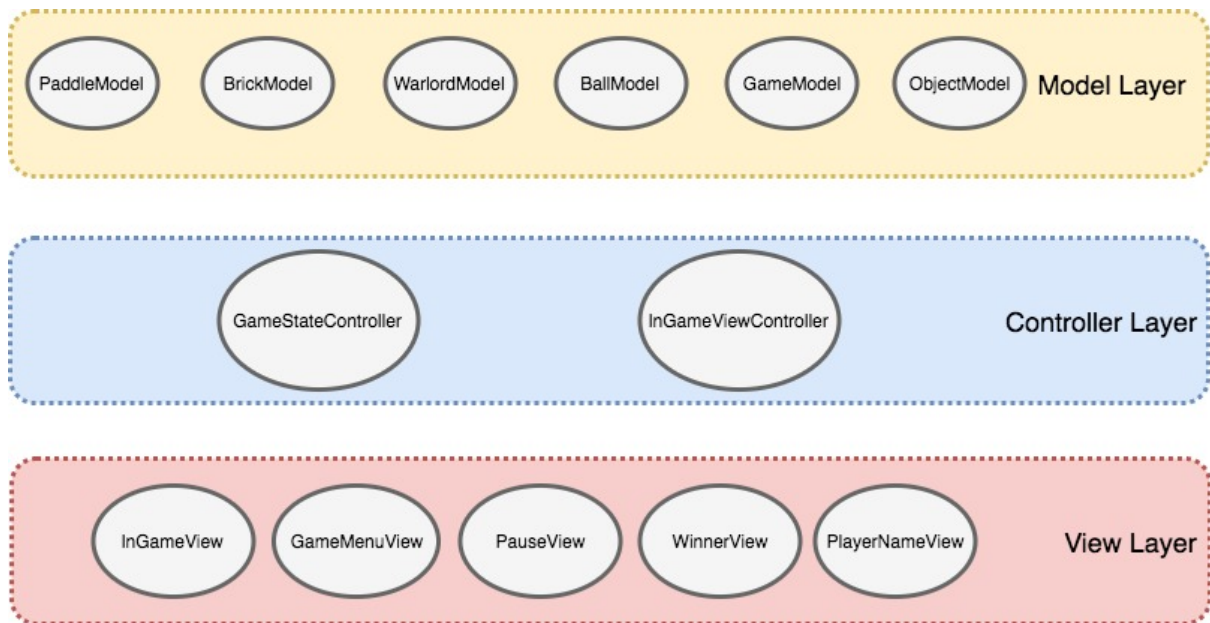 PaddleModel
BrickModel
WarlordModel
BallModel
GameModel
ObjectModel
Model Layer
GameStateController
InGameViewController
Controller Layer
InGameView
GameMenuView
PauseView
WinnerView
PlayerNameView
View Layer